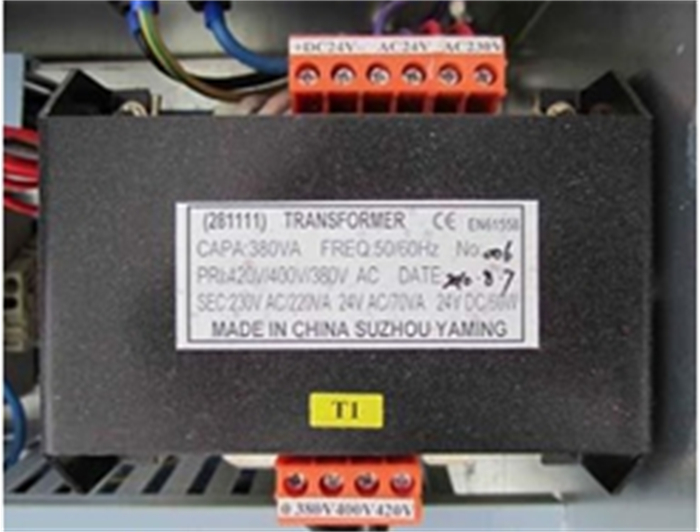 +DC24V AC24V AC230V
(281111) TRANSFORMER CE EN61558
CAPA:380VA FREQ:50/60Hz No. 006
PRI:420V/400V/380V AC DATE
SEC:230V AC/220VA 24V AC/70VA 24V DC/50W
MADE IN CHINA SUZHOU YAMING
T1
0 380V 400V 420V